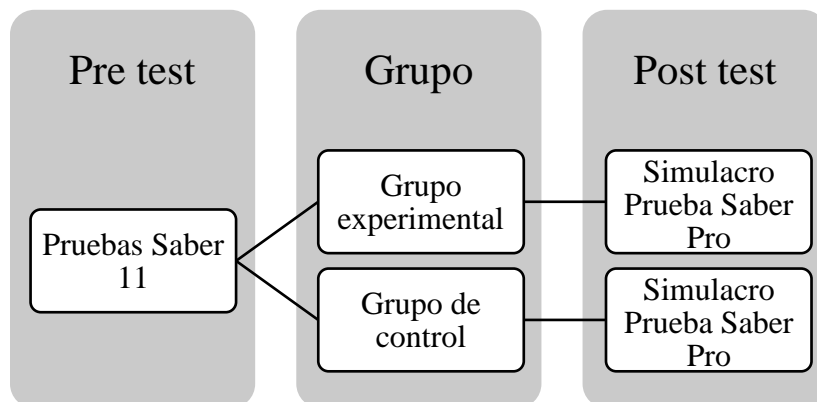 Pre test
Grupo
Post test
Pruebas Saber
11
Grupo
experimental
Grupo de
control
Simulacro
Prueba Saber
Pro
Simulacro
Prueba Saber
Pro